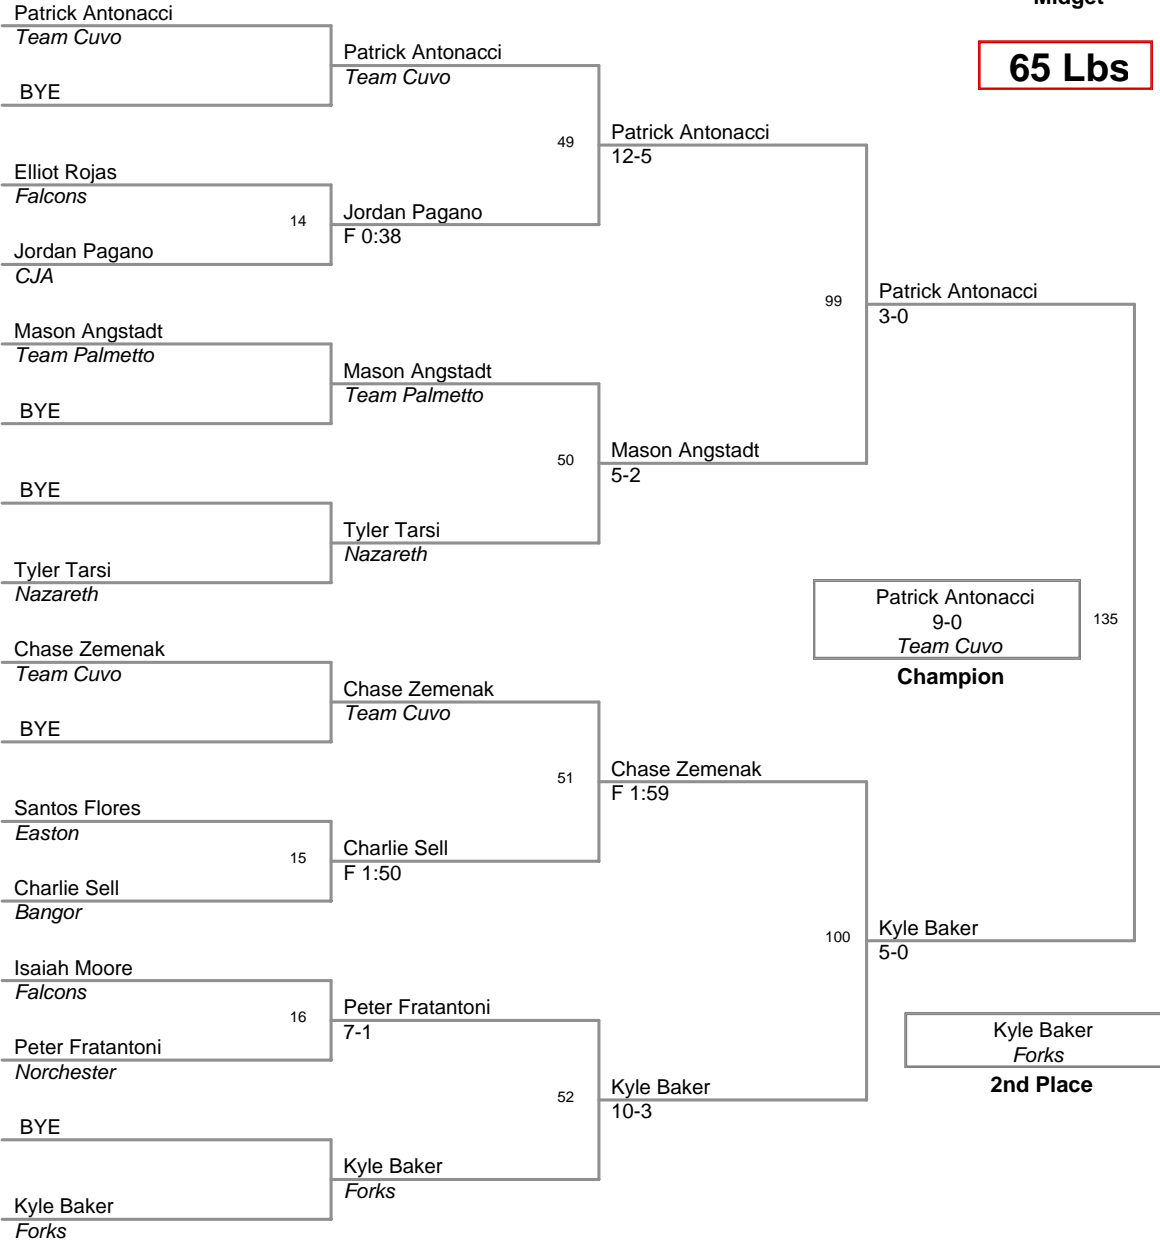 Midget
65 Lbs
Patrick Antonacci
Team Cuvo
BYE
Elliot Rojas
Falcons
14
Jordan Pagano
CJA
Mason Angstadt
Team Palmetto
BYE
BYE
Tyler Tarsi
Nazareth
Chase Zemenak
Team Cuvo
BYE
Santos Flores
Easton
15
Charlie Sell
Bangor
Isaiah Moore
Falcons
16
Peter Fratantoni
Norchester
BYE
Kyle Baker
Forks
Patrick Antonacci
Team Cuvo
49
Jordan Pagano
F 0:38
Mason Angstadt
Team Palmetto
50
Tyler Tarsi
Nazareth
Chase Zemenak
Team Cuvo
51
Charlie Sell
F 1:50
Peter Fratantoni
7-1
52
Kyle Baker
Forks
Patrick Antonacci
12-5
99
Mason Angstadt
5-2
Chase Zemenak
F 1:59
100
Kyle Baker
10-3
Patrick Antonacci
3-0
135
Kyle Baker
5-0
Patrick Antonacci
9-0
Team Cuvo
Champion
Kyle Baker
Forks
2nd Place